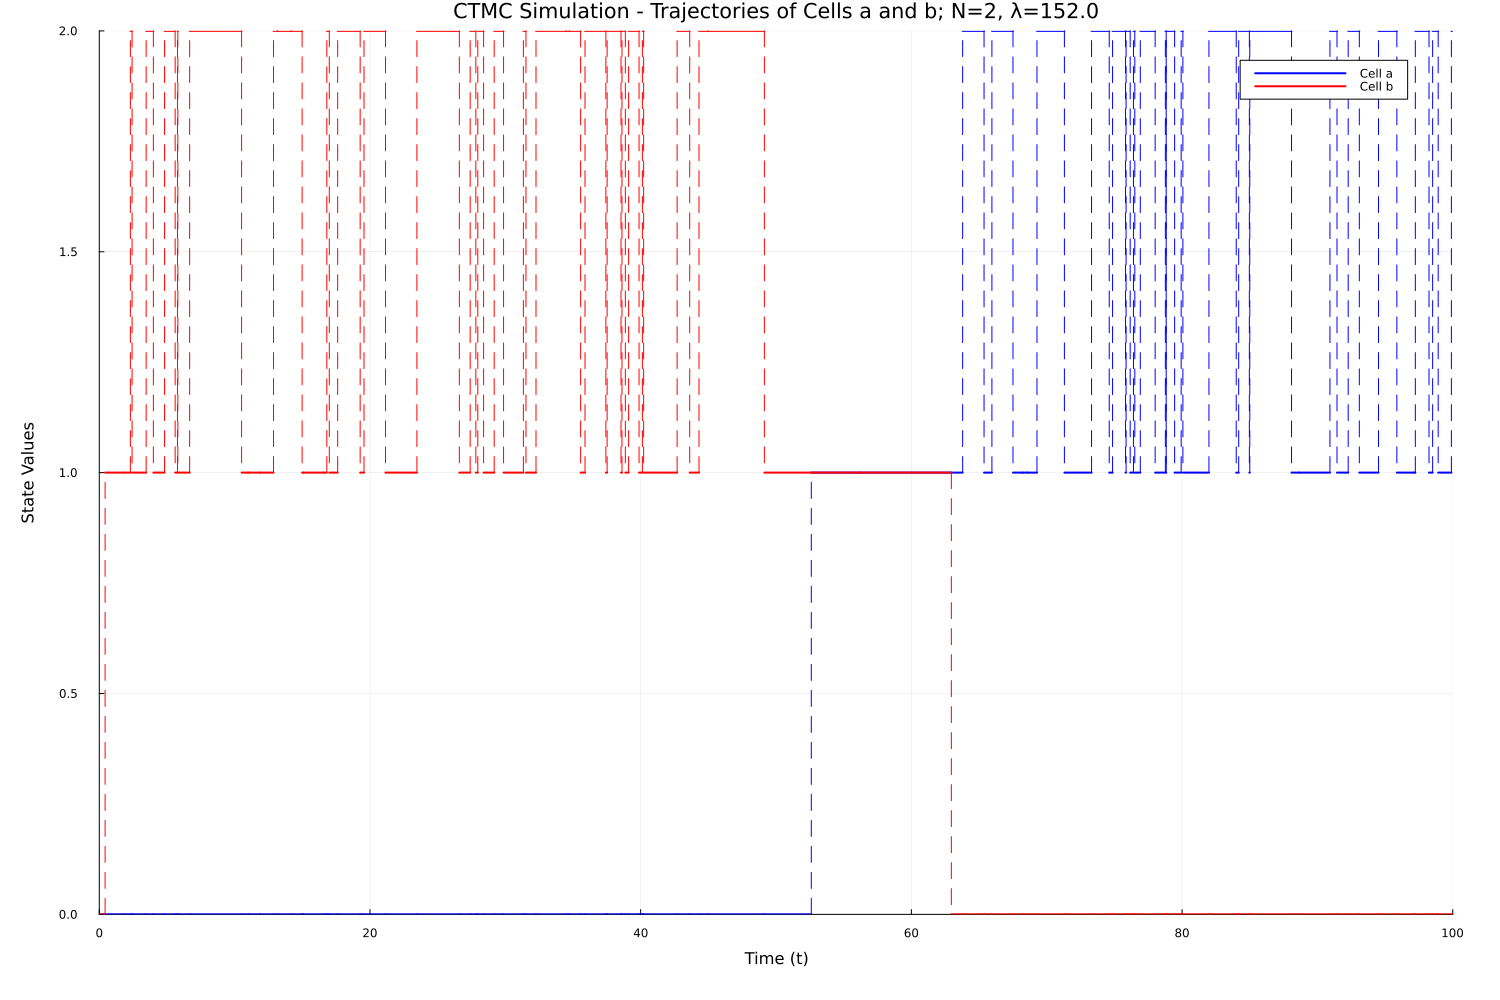 CTMC Simulation - Trajectories of Cells a and b; N=2, λ=152.0
2.0
Cell a
Cell b
1.5
1.0
State Values
0.5
0.0
0 20 40 60 80 100
Time (t)